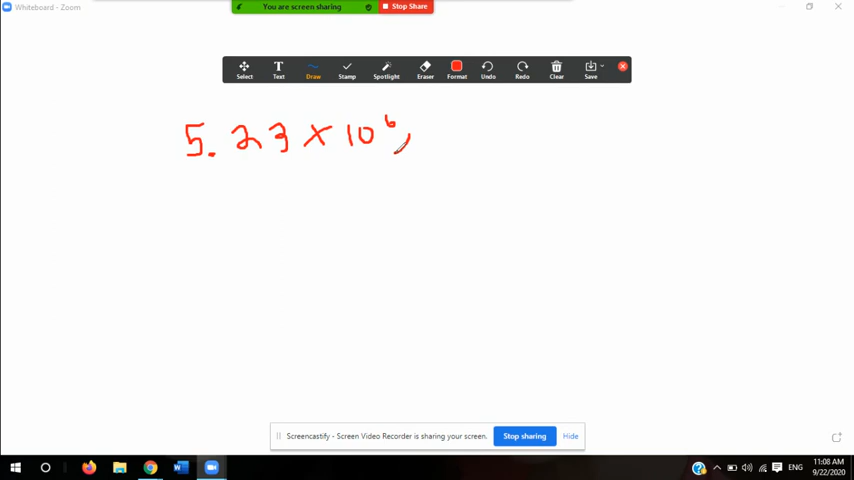 Whiteboard - Zoom
You are screen sharing
Stop Share
Select Text Draw Stamp Spotlight Eraser Format Undo Redo Clear Save
5.23 × 10⁶,
Screencastify - Screen Video Recorder is sharing your screen. Stop sharing Hide
ENG
11:08 AM
9/22/2020